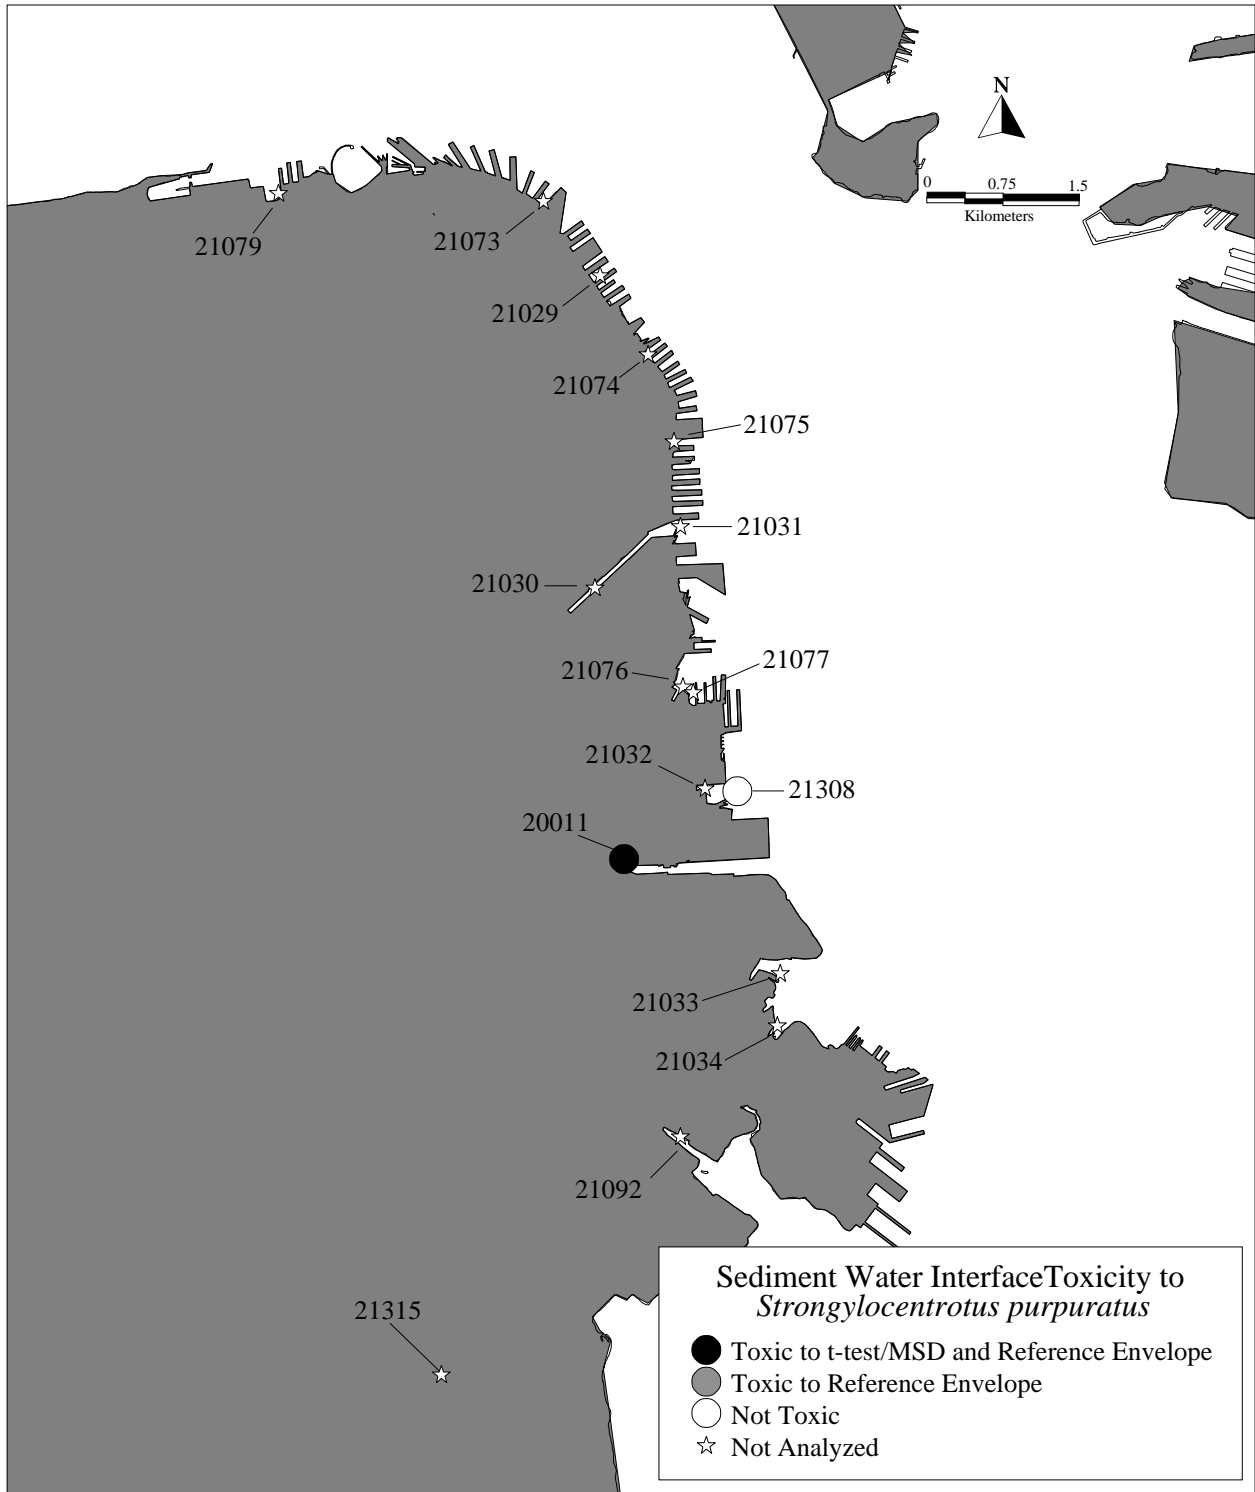 N
0 0.75 1.5
Kilometers
21079
21073
21029
21074
21075
21031
21030
21076
21077
21032
21308
20011
21033
21034
21092
21315
Sediment Water InterfaceToxicity to
Strongylocentrotus purpuratus
Toxic to t-test/MSD and Reference Envelope
Toxic to Reference Envelope
Not Toxic
Not Analyzed